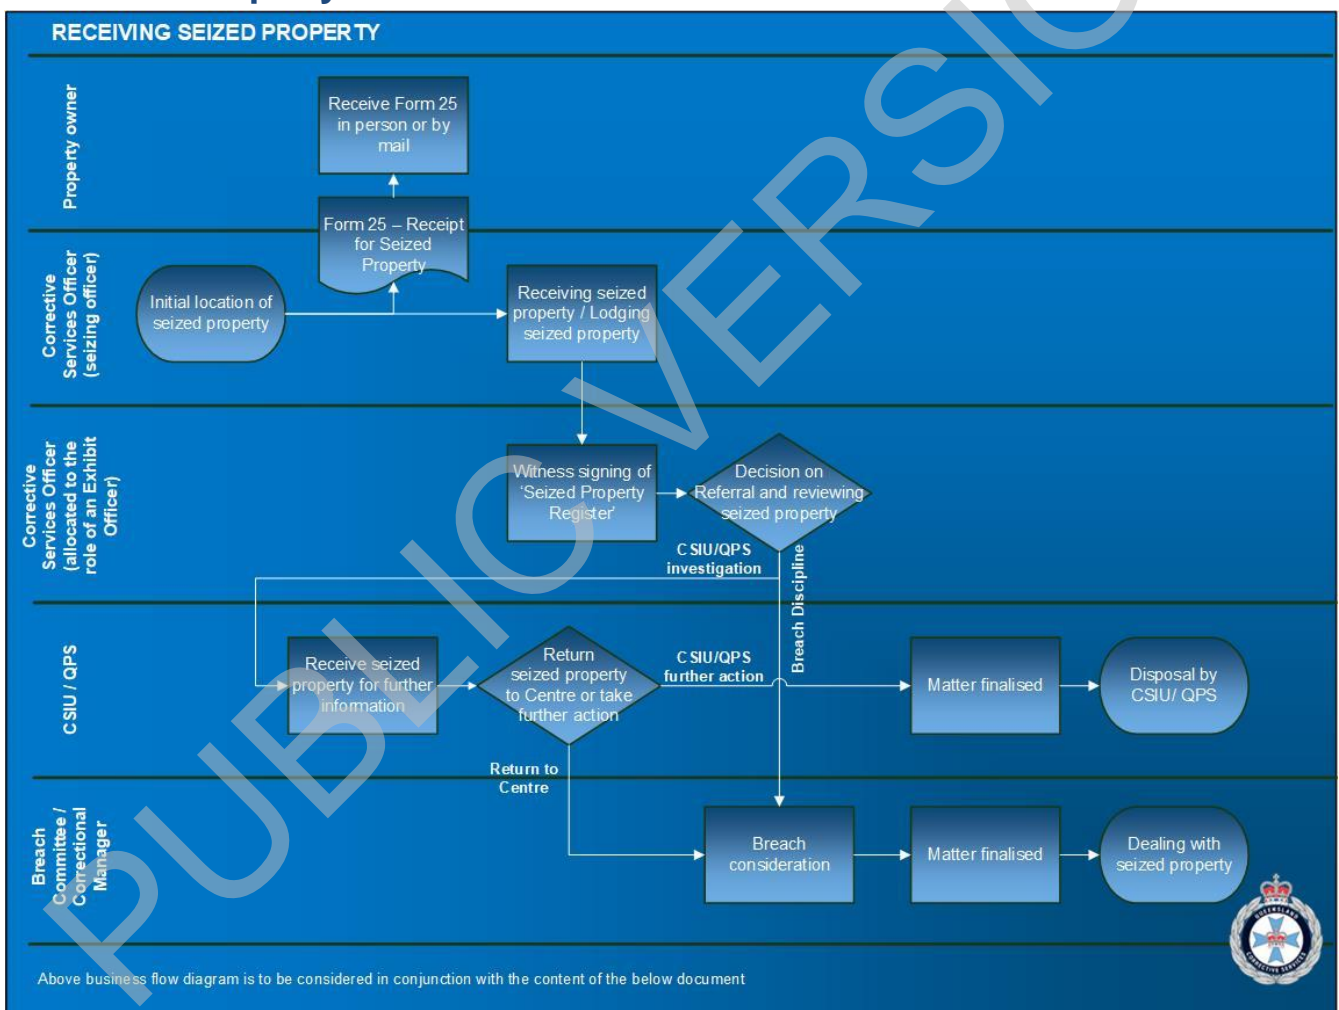 RECEIVING SEIZED PROPERTY
Property owner
Receive Form 25
in person or by
mail
Form 25 – Receipt
for Seized
Property
Corrective
Services Officer
(seizing officer)
Initial location of
seized property
Receiving seized
property / Lodging
seized property
Corrective
Services Officer
(allocated to the
role of an Exhibit
Officer)
Witness signing of
‘Seized Property
Register’
Decision on
Referral and reviewing
seized property
CSIU/QPS
investigation
Breach Discipline
CSIU / QPS
Receive seized
property for further
information
Return
seized property
to Centre or take
further action
CSIU/QPS
further action
Matter finalised
Disposal by
CSIU/ QPS
Return to
Centre
Breach
Committee /
Correctional
Manager
Breach
consideration
Matter finalised
Dealing with
seized property
QUEENSLAND
CORRECTIVE SERVICES
Above business flow diagram is to be considered in conjunction with the content of the below document